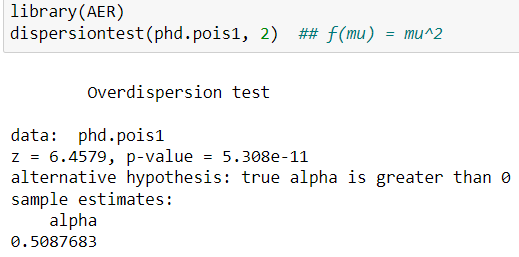 library(AER)
dispersiontest(phd.pois1, 2)  ## f(mu) = mu^2
Overdispersion test
data:  phd.pois1
z = 6.4579, p-value = 5.308e-11
alternative hypothesis: true alpha is greater than 0
sample estimates:
alpha
0.5087683